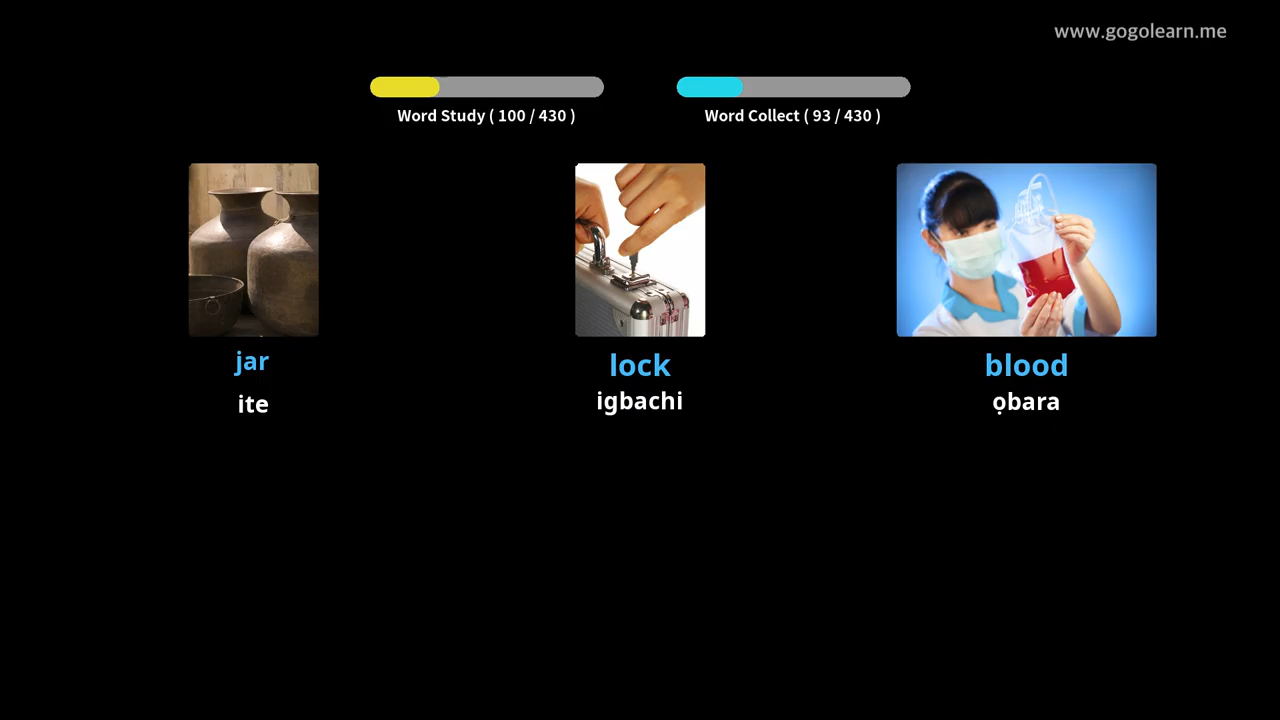 www.gogolearn.me
Word Study ( 100 / 430 )
Word Collect ( 93 / 430 )
jar
ite
lock
igbachi
blood
ọbara